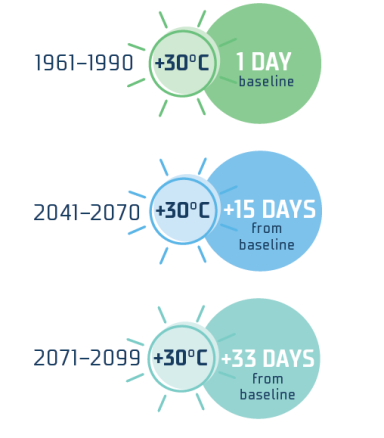 1961–1990 +30°C 1 DAY
baseline
2041–2070 +30°C +15 DAYS
from
baseline
2071–2099 +30°C +33 DAYS
from
baseline